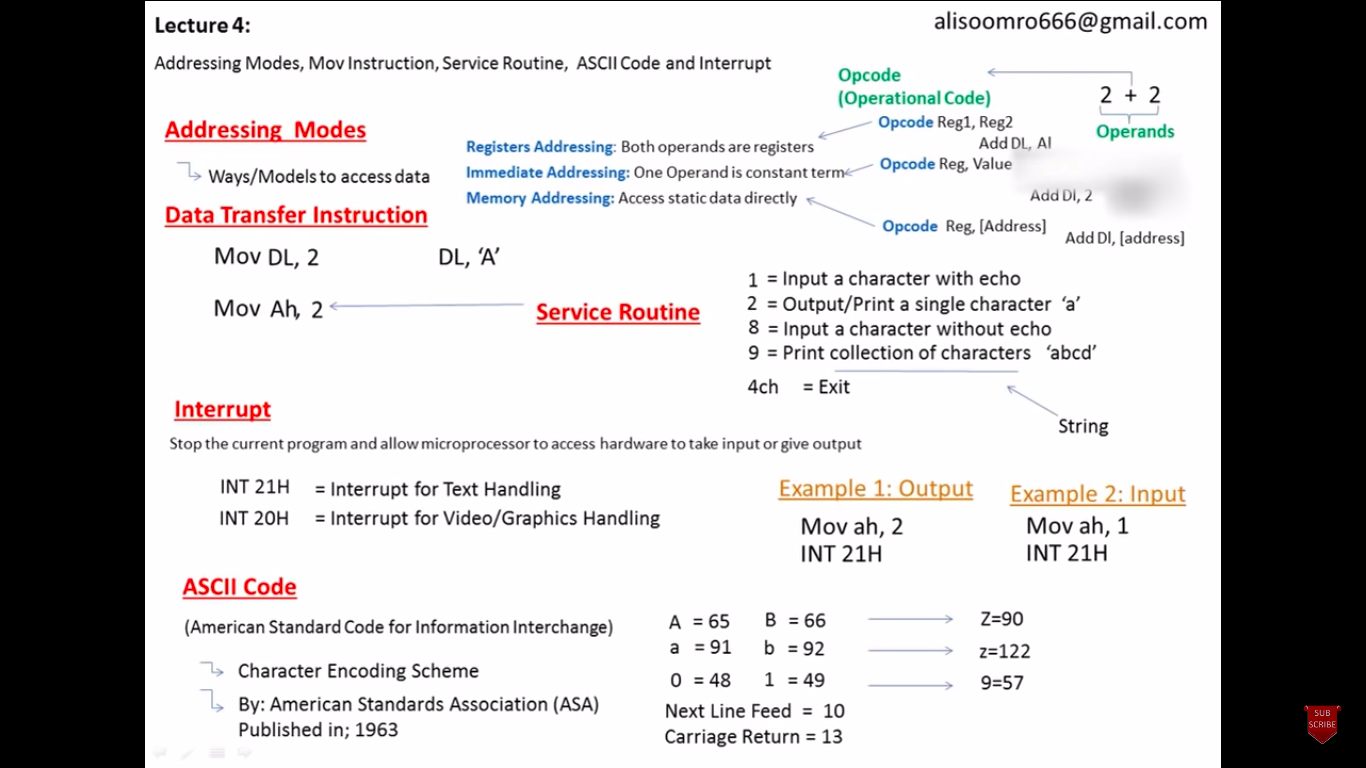 Lecture 4:
alisoomro666@gmail.com
Addressing Modes, Mov Instruction, Service Routine, ASCII Code and Interrupt
Opcode
(Operational Code)
2 + 2
Operands
Addressing Modes
Ways/Models to access data
Registers Addressing: Both operands are registers
Immediate Addressing: One Operand is constant term
Memory Addressing: Access static data directly
Opcode Reg1, Reg2
Add DL, Al
Opcode Reg, Value
Add Dl, 2
Opcode Reg, [Address]
Add Dl, [address]
Data Transfer Instruction
Mov DL, 2 DL, ‘A’
Mov Ah, 2
Service Routine
1 = Input a character with echo
2 = Output/Print a single character ‘a’
8 = Input a character without echo
9 = Print collection of characters ‘abcd’
4ch = Exit
String
Interrupt
Stop the current program and allow microprocessor to access hardware to take input or give output
INT 21H = Interrupt for Text Handling
INT 20H = Interrupt for Video/Graphics Handling
Example 1: Output
Mov ah, 2
INT 21H
Example 2: Input
Mov ah, 1
INT 21H
ASCII Code
(American Standard Code for Information Interchange)
Character Encoding Scheme
By: American Standards Association (ASA)
Published in; 1963
A = 65 B = 66 Z=90
a = 91 b = 92 z=122
0 = 48 1 = 49 9=57
Next Line Feed = 10
Carriage Return = 13
SUB
SCRIBE